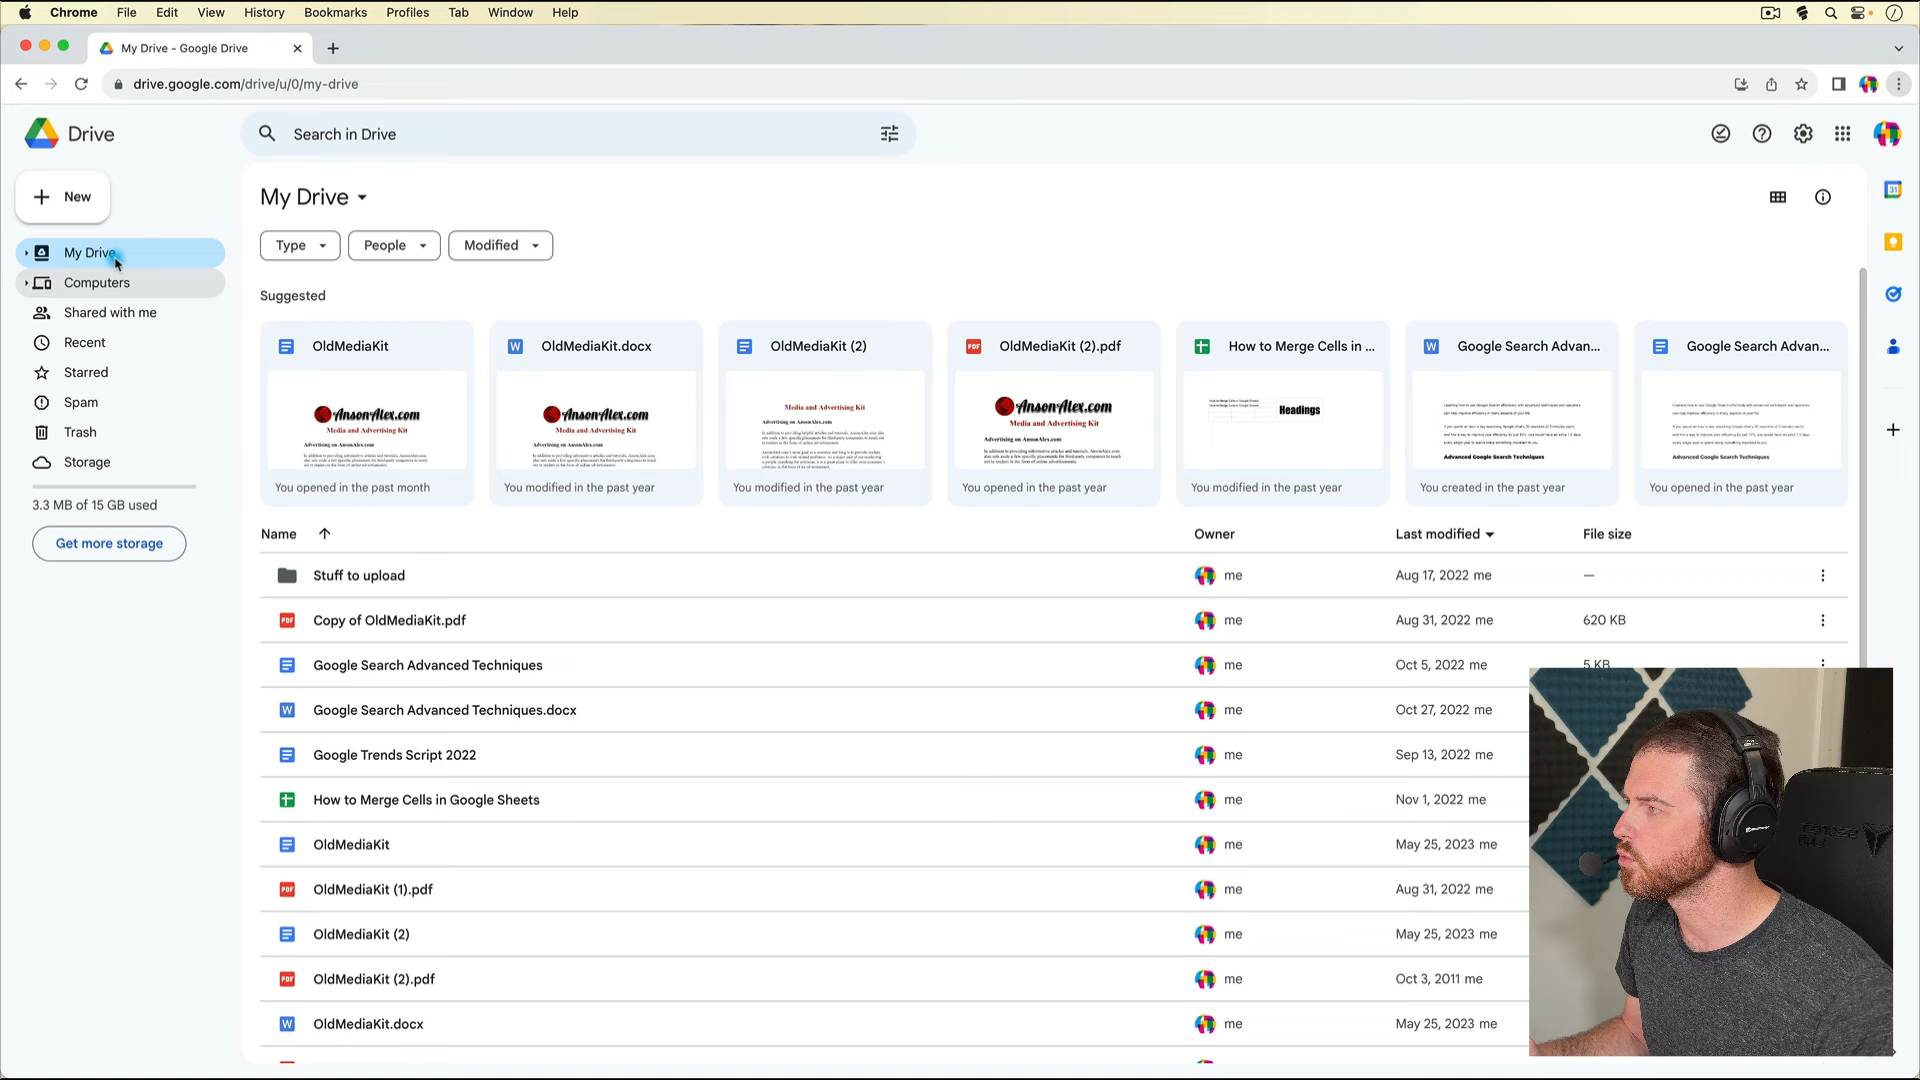 Chrome File Edit View History Bookmarks Profiles Tab Window Help
My Drive - Google Drive
drive.google.com/drive/u/0/my-drive
Drive
Search in Drive
New
My Drive
Computers
Shared with me
Recent
Starred
Spam
Trash
Storage
3.3 MB of 15 GB used
Get more storage
My Drive
Type People Modified
Suggested
OldMediaKit
AnsonAlex.com
Media and Advertising Kit
Advertising on AnsonAlex.com
You opened in the past month
OldMediaKit.docx
AnsonAlex.com
Media and Advertising Kit
Advertising on AnsonAlex.com
You modified in the past year
OldMediaKit (2)
Media and Advertising Kit
Advertising on AnsonAlex.com
You modified in the past year
OldMediaKit (2).pdf
AnsonAlex.com
Media and Advertising Kit
Advertising on AnsonAlex.com
You opened in the past year
How to Merge Cells in ...
Headings
You modified in the past year
Google Search Advan...
Advanced Google Search Techniques
You created in the past year
Google Search Advan...
Advanced Google Search Techniques
You opened in the past year
31
Name Owner Last modified File size
Stuff to upload me Aug 17, 2022 me —
Copy of OldMediaKit.pdf me Aug 31, 2022 me 620 KB
Google Search Advanced Techniques me Oct 5, 2022 me 5 KB
Google Search Advanced Techniques.docx me Oct 27, 2022 me
Google Trends Script 2022 me Sep 13, 2022 me
How to Merge Cells in Google Sheets me Nov 1, 2022 me
OldMediaKit me May 25, 2023 me
OldMediaKit (1).pdf me Aug 31, 2022 me
OldMediaKit (2) me May 25, 2023 me
OldMediaKit (2).pdf me Oct 3, 2011 me
OldMediaKit.docx me May 25, 2023 me